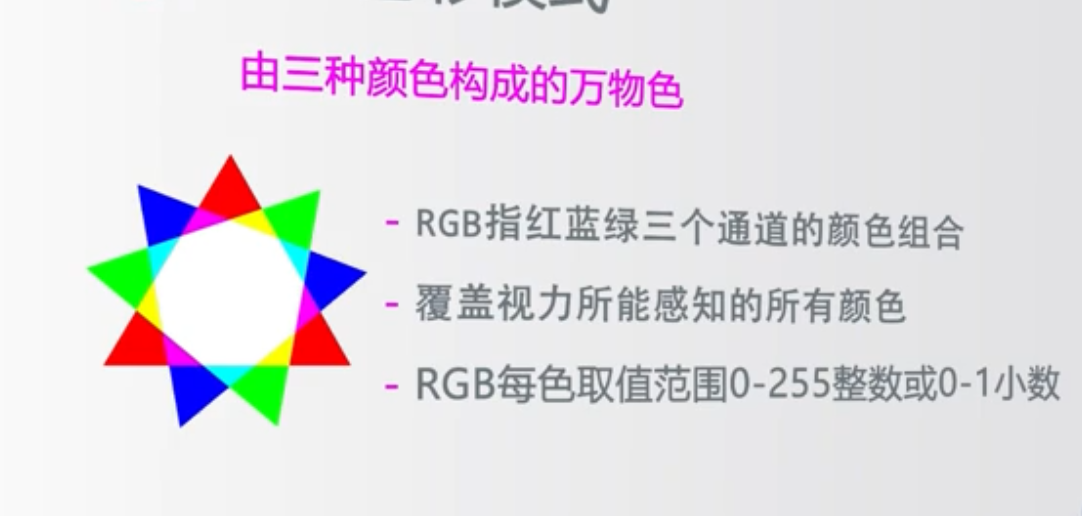 由三种颜色构成的万物色
- RGB指红蓝绿三个通道的颜色组合
- 覆盖视力所能感知的所有颜色
- RGB每色取值范围0-255整数或0-1小数